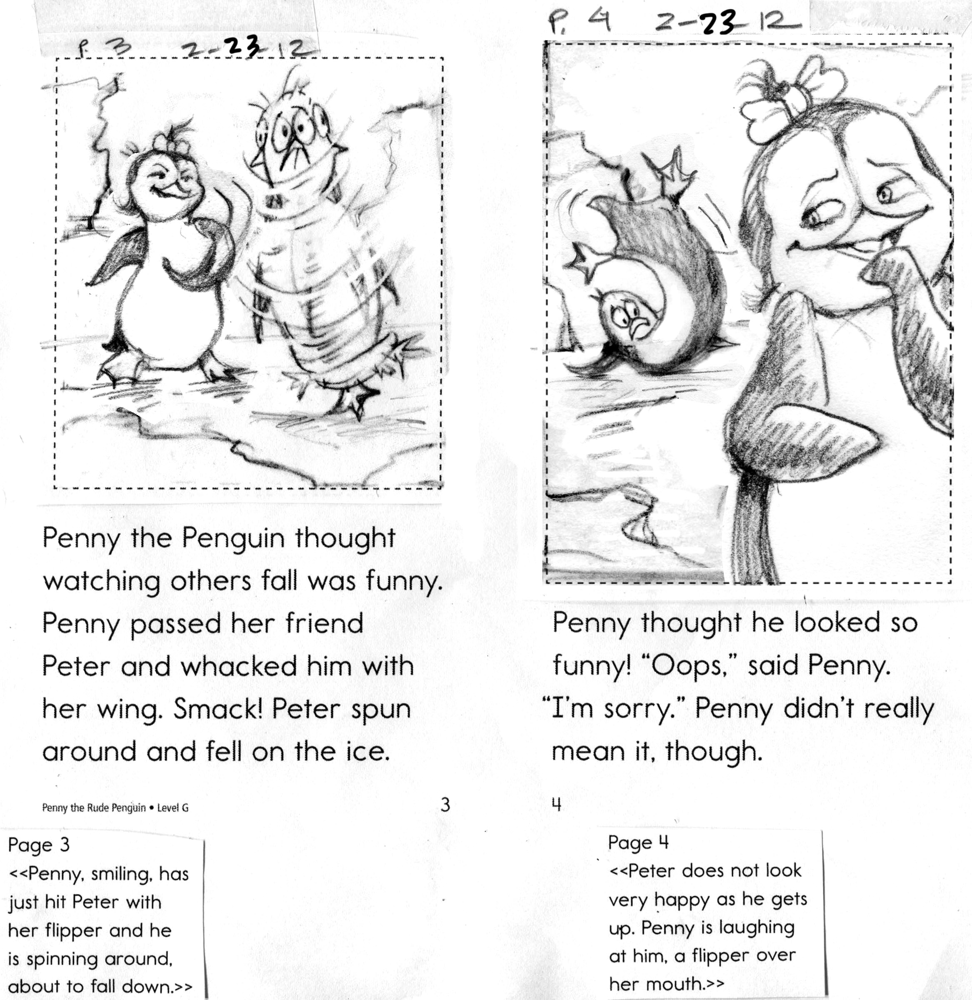 P. 3 2-23-12
Penny the Penguin thought
watching others fall was funny.
Penny passed her friend
Peter and whacked him with
her wing. Smack! Peter spun
around and fell on the ice.
Penny the Rude Penguin • Level G
3
Page 3
<<Penny, smiling, has
just hit Peter with
her flipper and he
is spinning around,
about to fall down.>>
P. 4 2-23-12
Penny thought he looked so
funny! “Oops,” said Penny.
“I’m sorry.” Penny didn’t really
mean it, though.
4
Page 4
<<Peter does not look
very happy as he gets
up. Penny is laughing
at him, a flipper over
her mouth.>>